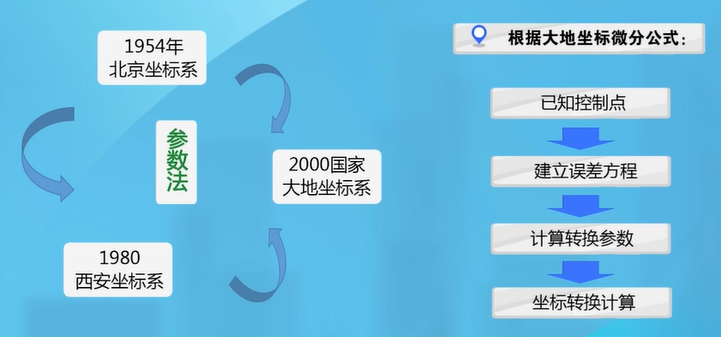 1954年
北京坐标系
参数法
2000国家
大地坐标系
1980
西安坐标系
根据大地坐标微分公式：
已知控制点
建立误差方程
计算转换参数
坐标转换计算